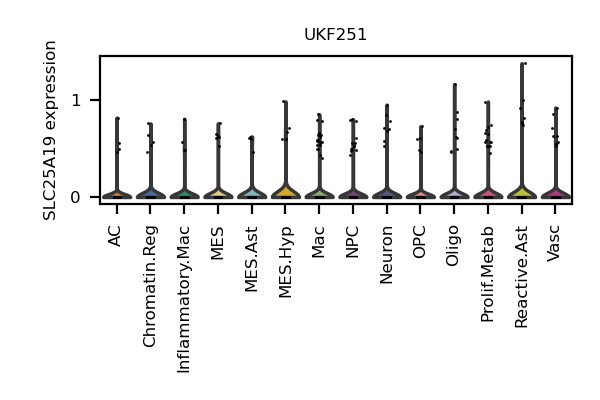 UKF251
SLC25A19 expression
1
0
AC
Chromatin.Reg
Inflammatory.Mac
MES
MES.Ast
MES.Hyp
Mac
NPC
Neuron
OPC
Oligo
Prolif.Metab
Reactive.Ast
Vasc